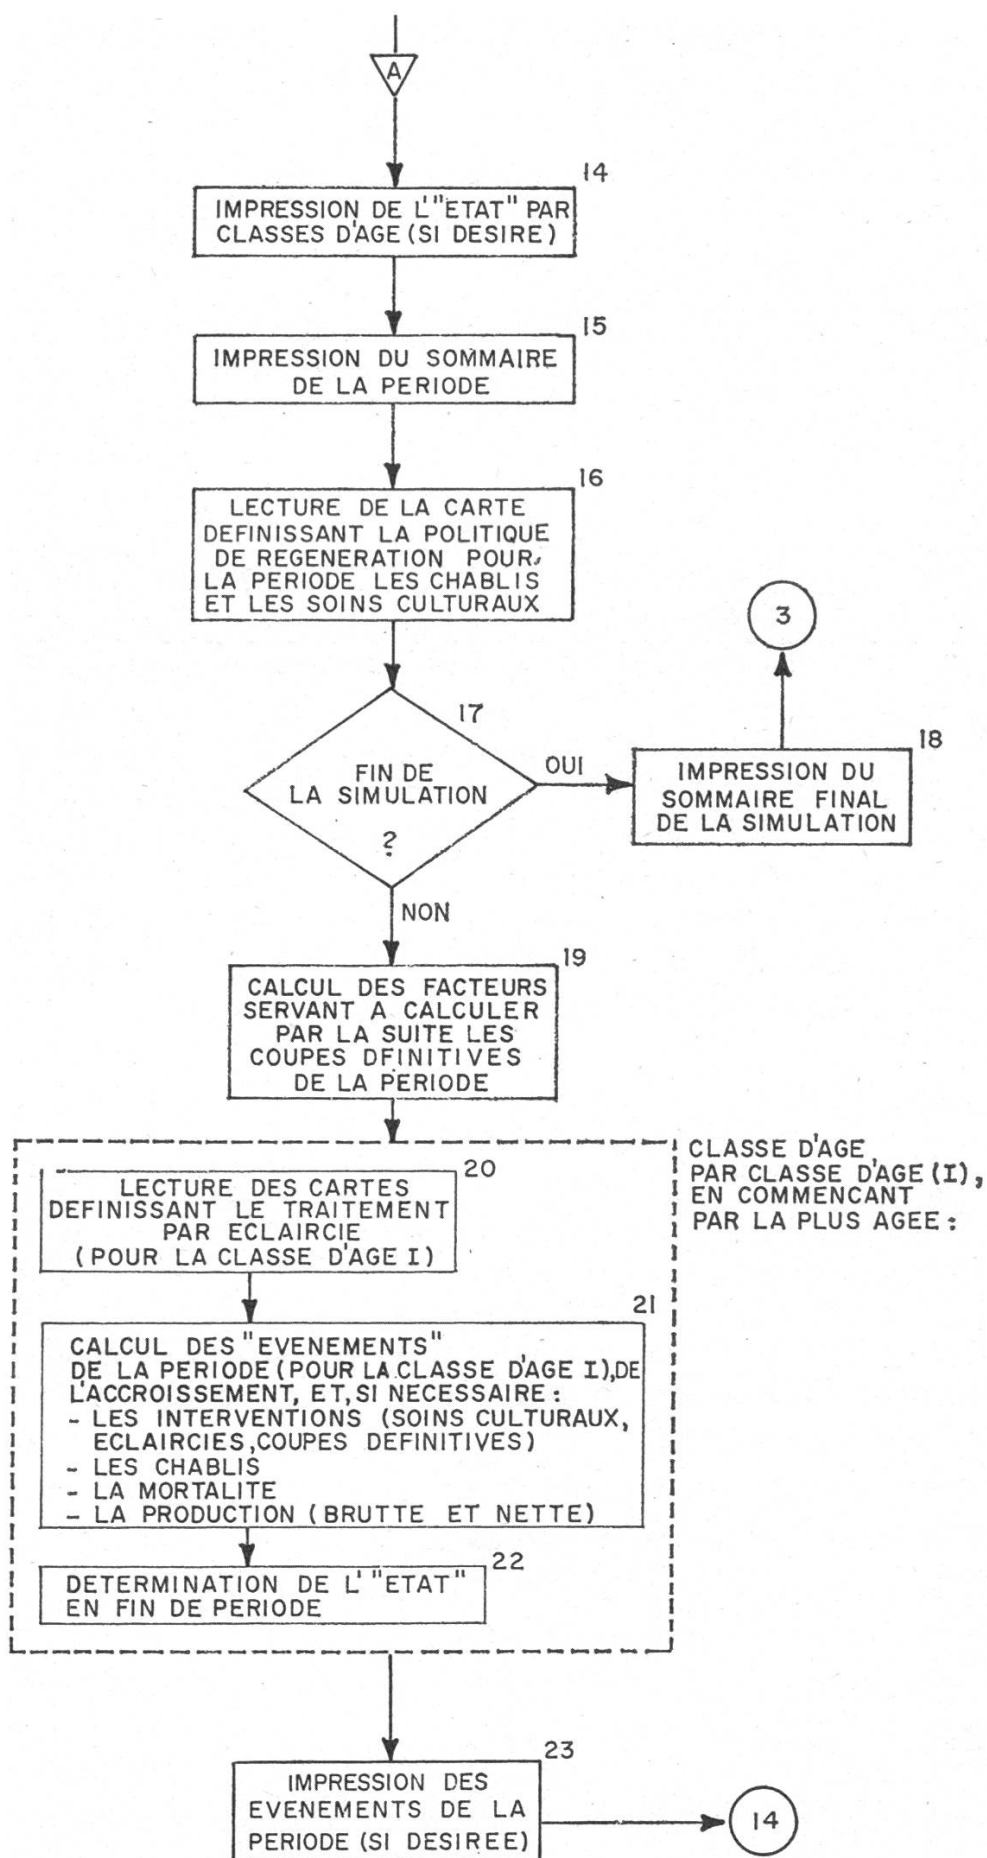 A
14
IMPRESSION DE L'"ETAT" PAR
CLASSES D'AGE (SI DESIRE)
15
IMPRESSION DU SOMMAIRE
DE LA PERIODE
16
LECTURE DE LA CARTE
DEFINISSANT LA POLITIQUE
DE REGENERATION POUR
LA PERIODE LES CHABLIS
ET LES SOINS CULTURAUX
3
17
FIN DE
LA SIMULATION
?
OUI
18
IMPRESSION DU
SOMMAIRE FINAL
DE LA SIMULATION
NON
19
CALCUL DES FACTEURS
SERVANT A CALCULER
PAR LA SUITE LES
COUPES DFINITIVES
DE LA PERIODE
CLASSE D'AGE,
PAR CLASSE D'AGE (I),
EN COMMENCANT
PAR LA PLUS AGEE :
20
LECTURE DES CARTES
DEFINISSANT LE TRAITEMENT
PAR ECLAIRCIE
(POUR LA CLASSE D'AGE I)
21
CALCUL DES "EVENEMENTS"
DE LA PERIODE (POUR LA CLASSE D'AGE I), DE
L'ACCROISSEMENT, ET, SI NECESSAIRE :
- LES INTERVENTIONS (SOINS CULTURAUX,
ECLAIRCIES, COUPES DEFINITIVES)
- LES CHABLIS
- LA MORTALITE
- LA PRODUCTION (BRUTTE ET NETTE)
22
DETERMINATION DE L'"ETAT"
EN FIN DE PERIODE
23
IMPRESSION DES
EVENEMENTS DE LA
PERIODE (SI DESIREE)
14